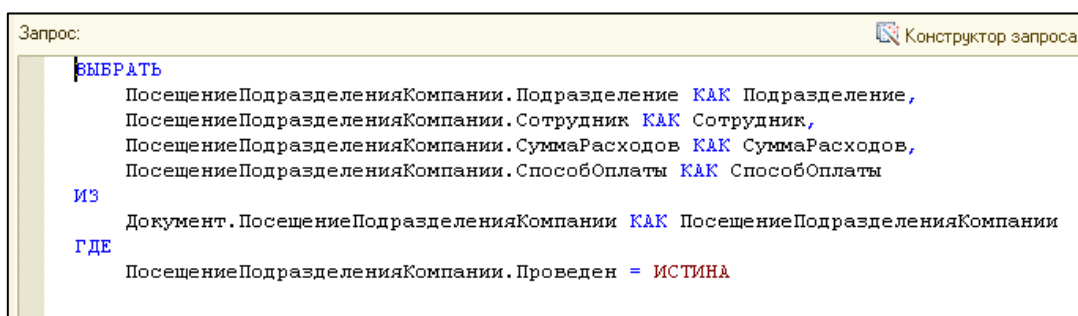 Запрос: Конструктор запроса
ВЫБРАТЬ
ПосещениеПодразделенияКомпании.Подразделение КАК Подразделение,
ПосещениеПодразделенияКомпании.Сотрудник КАК Сотрудник,
ПосещениеПодразделенияКомпании.СуммаРасходов КАК СуммаРасходов,
ПосещениеПодразделенияКомпании.СпособОплаты КАК СпособОплаты
ИЗ
Документ.ПосещениеПодразделенияКомпании КАК ПосещениеПодразделенияКомпании
ГДЕ
ПосещениеПодразделенияКомпании.Проведен = ИСТИНА